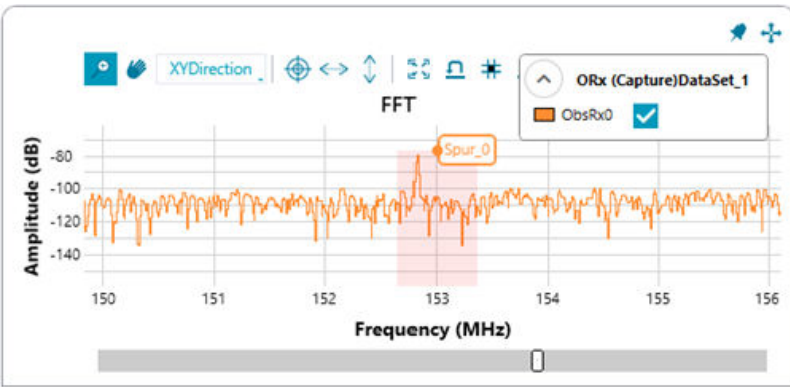 XYDirection
ORx (Capture)DataSet_1
ObsRx0
FFT
Spur_0
Amplitude (dB)
-80
-100
-120
-140
150 151 152 153 154 155 156
Frequency (MHz)